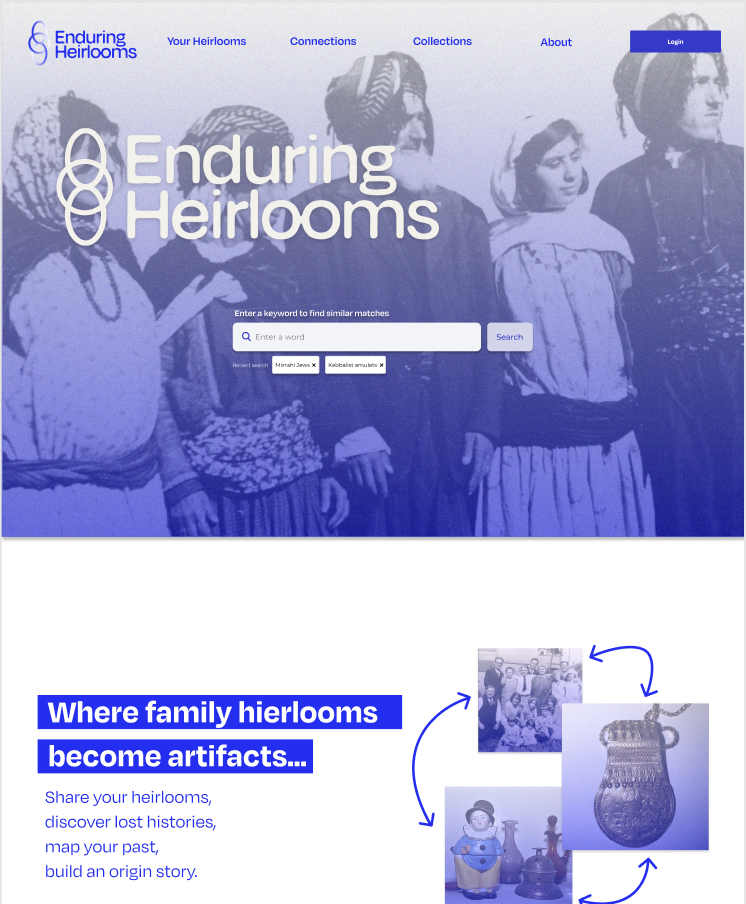 Enduring
Heirlooms
Your Heirlooms
Connections
Collections
About
Login
Enduring
Heirlooms
Enter a keyword to find similar matches
Enter a word
Search
Recent search
Mizrahi Jews ×
Kabbalist amulets ×
Where family hierlooms
become artifacts...
Share your heirlooms,
discover lost histories,
map your past,
build an origin story.